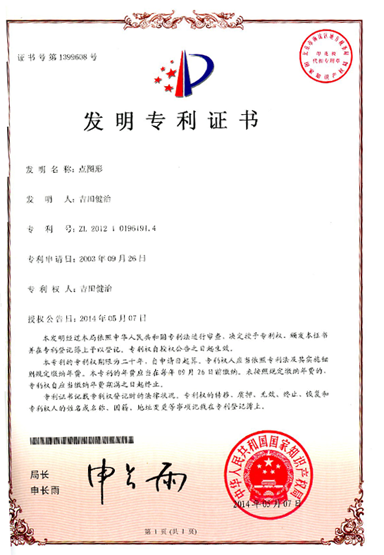 证书号第1399608号
发明专利证书
发明名称:点图形
发明人:吉田健治
专利号:ZL 2012 1 0196191.4
专利申请日:2003年09月26日
专利权人:吉田健治
授权公告日:2014年05月07日
本发明经过本局依照中华人民共和国专利法进行审查,决定授予专利权,颁发本证书
并在专利登记簿上予以登记。专利权自授权公告之日起生效。
本专利的专利权期限为二十年,自申请日起算。专利权人应当依照专利法及其实施细
则规定缴纳年费。本专利的年费应当在每年09月26日前缴纳。未按照规定缴纳年费的,
专利权自应当缴纳年费期满之日起终止。
专利证书记载专利权登记时的法律状况。专利权的转移、质押、无效、终止、恢复和
专利权人的姓名或名称、国籍、地址变更等事项记载在专利登记簿上。
局长
申长雨
申长雨
中华人民共和国国家知识产权局
2014年05月07日
第1页(共1页)